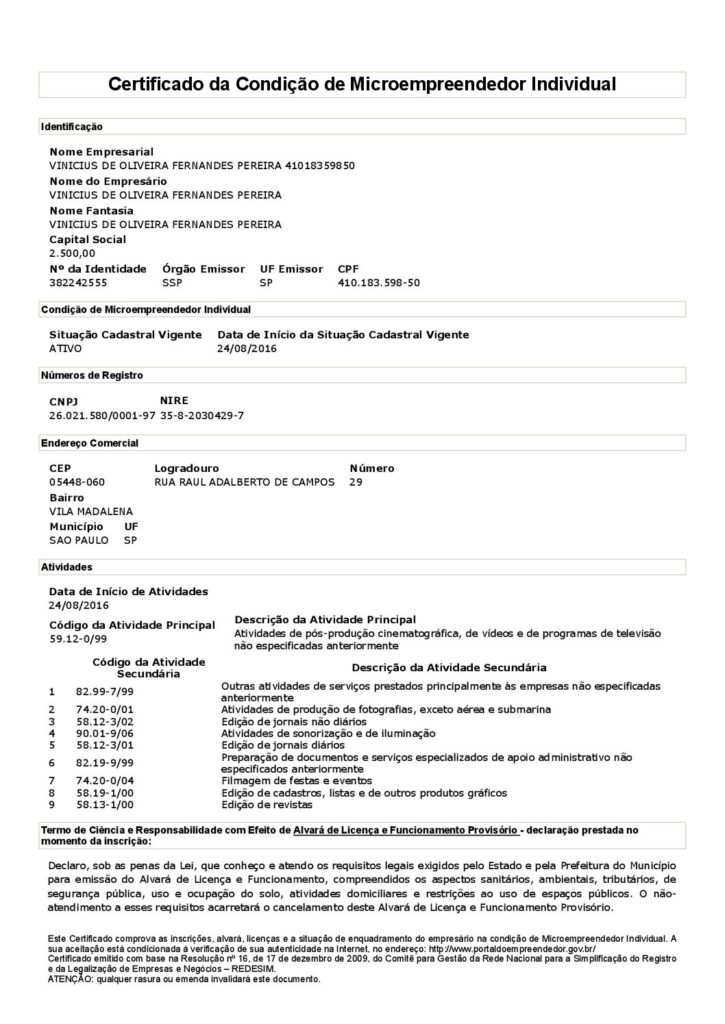 Certificado da Condição de Microempreendedor Individual
Identificação
Nome Empresarial
VINICIUS DE OLIVEIRA FERNANDES PEREIRA 41018359850
Nome do Empresário
VINICIUS DE OLIVEIRA FERNANDES PEREIRA
Nome Fantasia
VINICIUS DE OLIVEIRA FERNANDES PEREIRA
Capital Social
2.500,00
Nº da Identidade Órgão Emissor UF Emissor CPF
382242555 SSP SP 410.183.598-50
Condição de Microempreendedor Individual
Situação Cadastral Vigente Data de Início da Situação Cadastral Vigente
ATIVO 24/08/2016
Números de Registro
CNPJ NIRE
26.021.580/0001-97 35-8-2030429-7
Endereço Comercial
CEP Logradouro Número
05448-060 RUA RAUL ADALBERTO DE CAMPOS 29
Bairro
VILA MADALENA
Município UF
SAO PAULO SP
Atividades
Data de Início de Atividades
24/08/2016
Código da Atividade Principal Descrição da Atividade Principal
59.12-0/99 Atividades de pós-produção cinematográfica, de vídeos e de programas de televisão
não especificadas anteriormente
Código da Atividade
Secundária Descrição da Atividade Secundária
1 82.99-7/99 Outras atividades de serviços prestados principalmente às empresas não especificadas
anteriormente
2 74.20-0/01 Atividades de produção de fotografias, exceto aérea e submarina
3 58.12-3/02 Edição de jornais não diários
4 90.01-9/06 Atividades de sonorização e de iluminação
5 58.12-3/01 Edição de jornais diários
6 82.19-9/99 Preparação de documentos e serviços especializados de apoio administrativo não
especificados anteriormente
7 74.20-0/04 Filmagem de festas e eventos
8 58.19-1/00 Edição de cadastros, listas e de outros produtos gráficos
9 58.13-1/00 Edição de revistas
Termo de Ciência e Responsabilidade com Efeito de Alvará de Licença e Funcionamento Provisório - declaração prestada no
momento da inscrição:
Declaro, sob as penas da Lei, que conheço e atendo os requisitos legais exigidos pelo Estado e pela Prefeitura do Município
para emissão do Alvará de Licença e Funcionamento, compreendidos os aspectos sanitários, ambientais, tributários, de
segurança pública, uso e ocupação do solo, atividades domiciliares e restrições ao uso de espaços públicos. O não-
atendimento a esses requisitos acarretará o cancelamento deste Alvará de Licença e Funcionamento Provisório.
Este Certificado comprova as inscrições, alvará, licenças e a situação de enquadramento do empresário na condição de Microempreendedor Individual. A
sua aceitação está condicionada à verificação de sua autenticidade na Internet, no endereço: http://www.portaldoempreendedor.gov.br/
Certificado emitido com base na Resolução nº 16, de 17 de dezembro de 2009, do Comitê para Gestão da Rede Nacional para a Simplificação do Registro
e da Legalização de Empresas e Negócios – REDESIM.
ATENÇÃO: qualquer rasura ou emenda invalidará este documento.